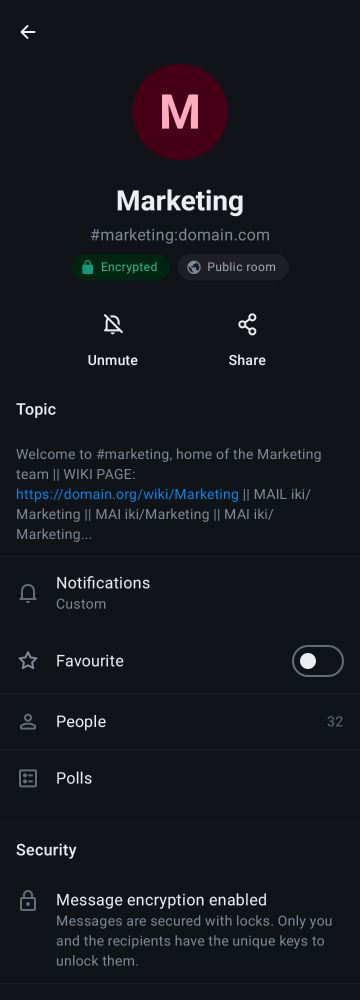 M
Marketing
#marketing:domain.com
Encrypted
Public room
Unmute
Share
Topic
Welcome to #marketing, home of the Marketing
team || WIKI PAGE:
https://domain.org/wiki/Marketing || MAIL iki/
Marketing || MAI iki/Marketing || MAI iki/
Marketing...
Notifications
Custom
Favourite
People 32
Polls
Security
Message encryption enabled
Messages are secured with locks. Only you
and the recipients have the unique keys to
unlock them.